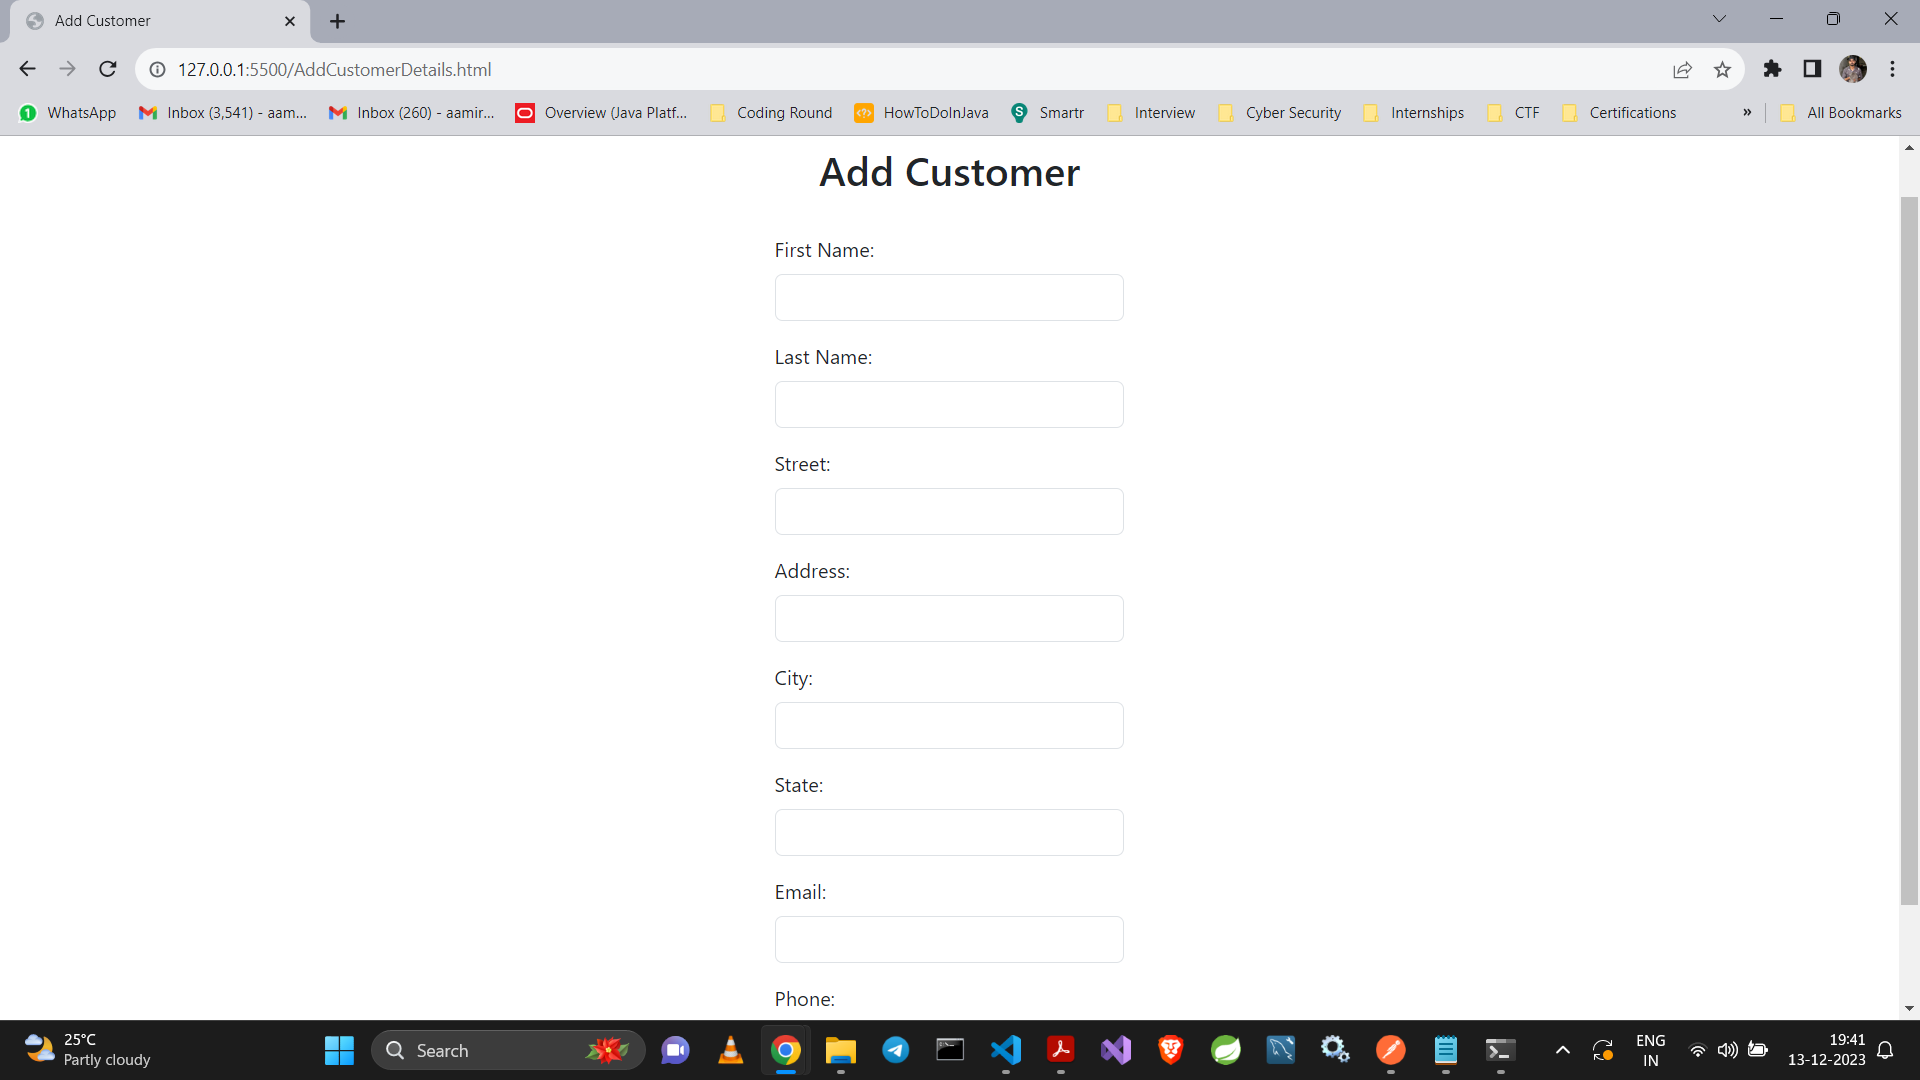 Add Customer
127.0.0.1:5500/AddCustomerDetails.html
WhatsApp
Inbox (3,541) - aam...
Inbox (260) - aamir...
Overview (Java Platf...
Coding Round
HowToDoInJava
Smartr
Interview
Cyber Security
Internships
CTF
Certifications
»
All Bookmarks
Add Customer
First Name:
Last Name:
Street:
Address:
City:
State:
Email:
Phone:
25°C
Partly cloudy
Search
ENG
IN
19:41
13-12-2023